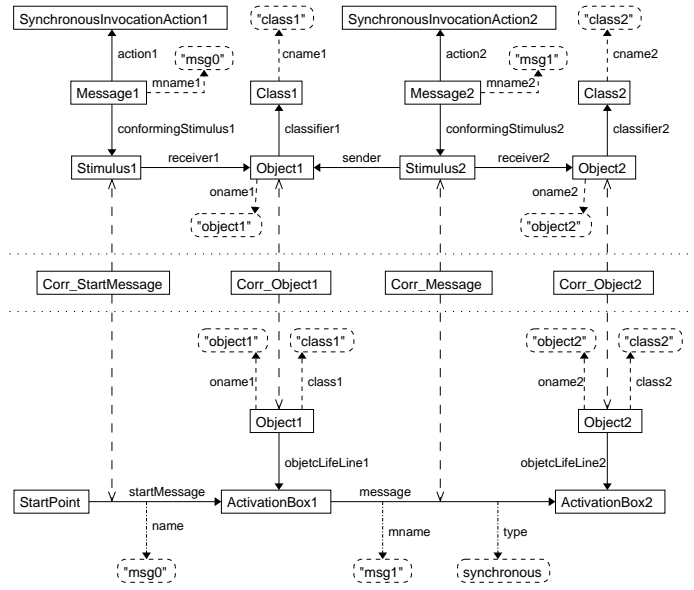 SynchronousInvocationAction1
"class1"
SynchronousInvocationAction2
"class2"
action1
"msg0"
cname1
action2
"msg1"
cname2
mname1
mname2
Message1
Class1
Message2
Class2
conformingStimulus1
classifier1
conformingStimulus2
classifier2
receiver1
sender
receiver2
Stimulus1
Object1
Stimulus2
Object2
oname1
oname2
"object1"
"object2"
Corr_StartMessage
Corr_Object1
Corr_Message
Corr_Object2
"object1"
"class1"
"object2"
"class2"
oname1
class1
oname2
class2
Object1
Object2
objetcLifeLine1
objetcLifeLine2
startMessage
message
StartPoint
ActivationBox1
ActivationBox2
name
mname
type
"msg0"
"msg1"
synchronous